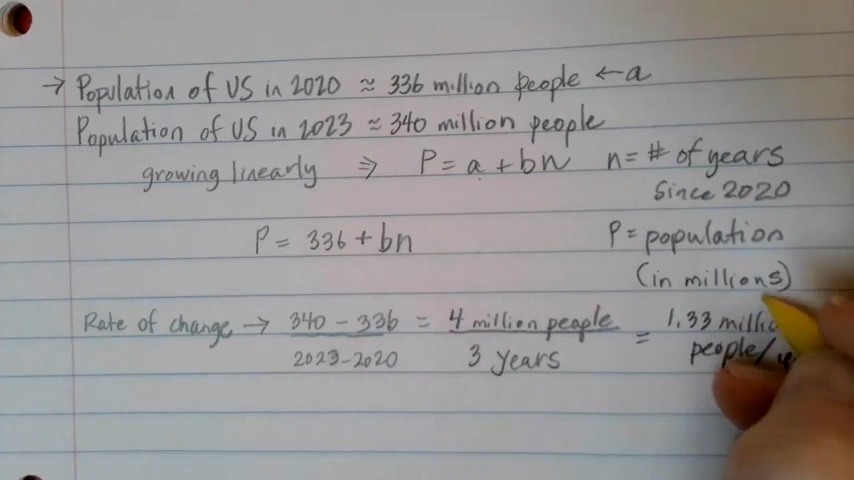 → Population of US in 2020 ≈ 336 million people ← a
Population of US in 2023 ≈ 340 million people
growing linearly ⇒ P = a + bn n = # of years
since 2020
P = 336 + bn P = population
(in millions)
Rate of change → 340 - 336 = 4 million people = 1.33
2023-2020 3 years people/